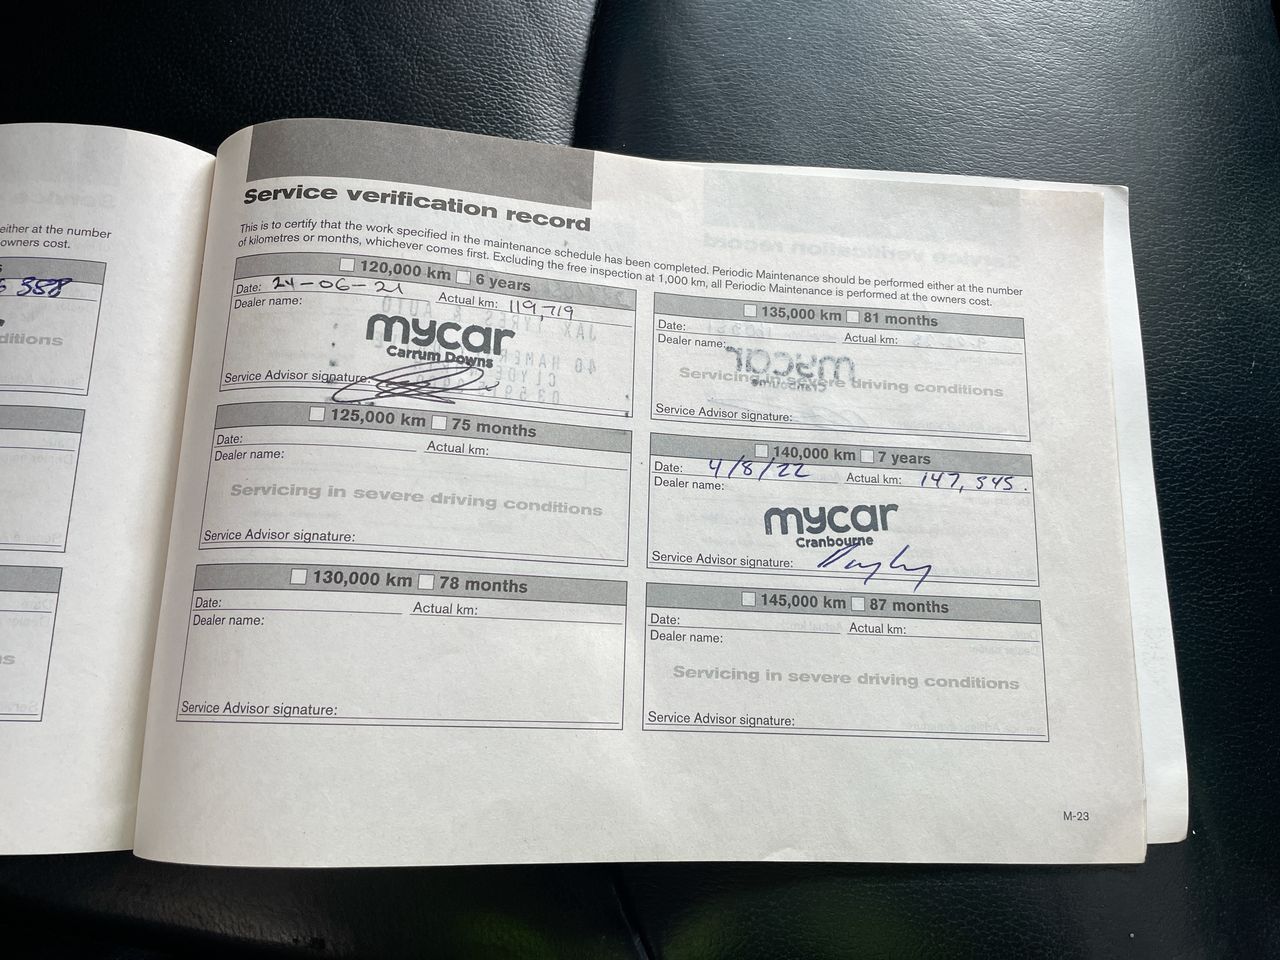 either at the number
owners cost.
558
ditions
s
Service verification record
This is to certify that the work specified in the maintenance schedule has been completed. Periodic Maintenance should be performed either at the number
of kilometres or months, whichever comes first. Excluding the free inspection at 1,000 km, all Periodic Maintenance is performed at the owners cost.
120,000 km 6 years
Date: 24-06-21 Actual km: 119,719
Dealer name:
mycar
Carrum Downs
Service Advisor signature:
125,000 km 75 months
Date: Actual km:
Dealer name:
Servicing in severe driving conditions
Service Advisor signature:
130,000 km 78 months
Date: Actual km:
Dealer name:
Service Advisor signature:
135,000 km 81 months
Date: Actual km:
Dealer name:
Servicing in severe driving conditions
Service Advisor signature:
140,000 km 7 years
Date: 4/8/22 Actual km: 147,545.
Dealer name:
mycar
Cranbourne
Service Advisor signature:
145,000 km 87 months
Date: Actual km:
Dealer name:
Servicing in severe driving conditions
Service Advisor signature:
M-23